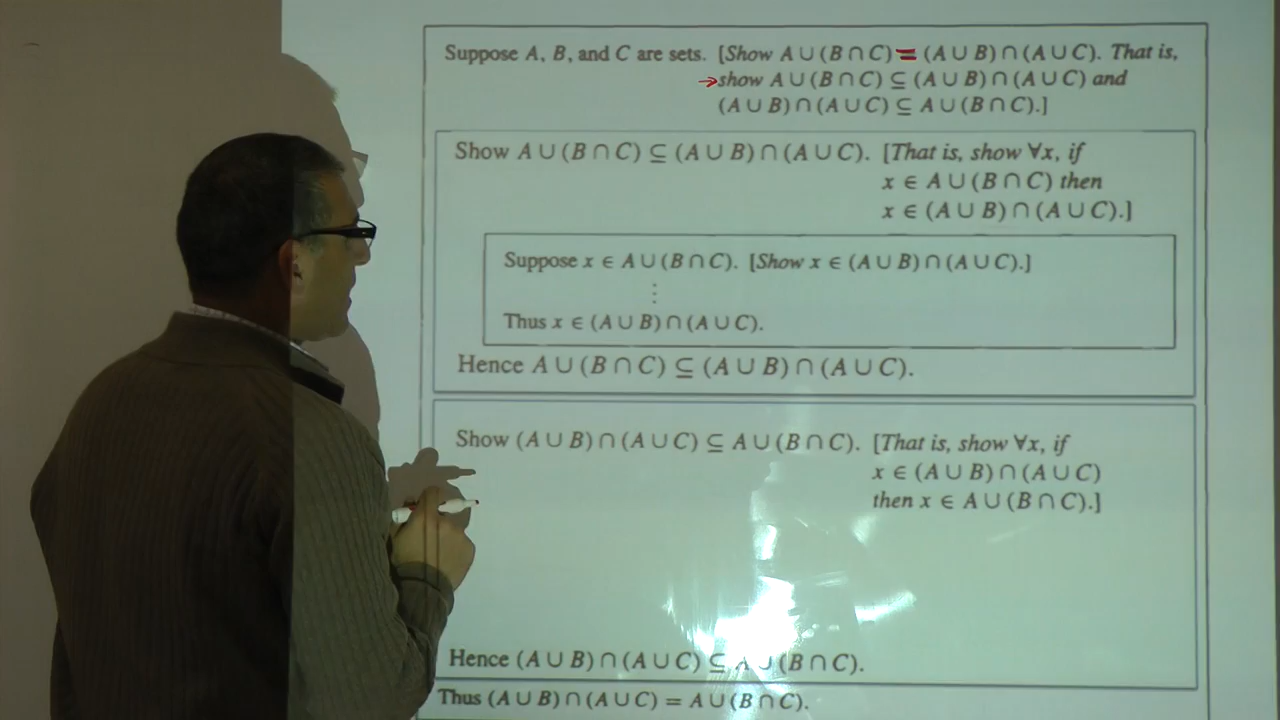 Suppose A, B, and C are sets. [Show A ∪ (B ∩ C) = (A ∪ B) ∩ (A ∪ C). That is,
→show A ∪ (B ∩ C) ⊆ (A ∪ B) ∩ (A ∪ C) and
(A ∪ B) ∩ (A ∪ C) ⊆ A ∪ (B ∩ C).]
Show A ∪ (B ∩ C) ⊆ (A ∪ B) ∩ (A ∪ C). [That is, show ∀x, if
x ∈ A ∪ (B ∩ C) then
x ∈ (A ∪ B) ∩ (A ∪ C).]
Suppose x ∈ A ∪ (B ∩ C). [Show x ∈ (A ∪ B) ∩ (A ∪ C).]
⋮
Thus x ∈ (A ∪ B) ∩ (A ∪ C).
Hence A ∪ (B ∩ C) ⊆ (A ∪ B) ∩ (A ∪ C).
Show (A ∪ B) ∩ (A ∪ C) ⊆ A ∪ (B ∩ C). [That is, show ∀x, if
x ∈ (A ∪ B) ∩ (A ∪ C)
then x ∈ A ∪ (B ∩ C).]
Hence (A ∪ B) ∩ (A ∪ C) ⊆ A ∪ (B ∩ C).
Thus (A ∪ B) ∩ (A ∪ C) = A ∪ (B ∩ C).